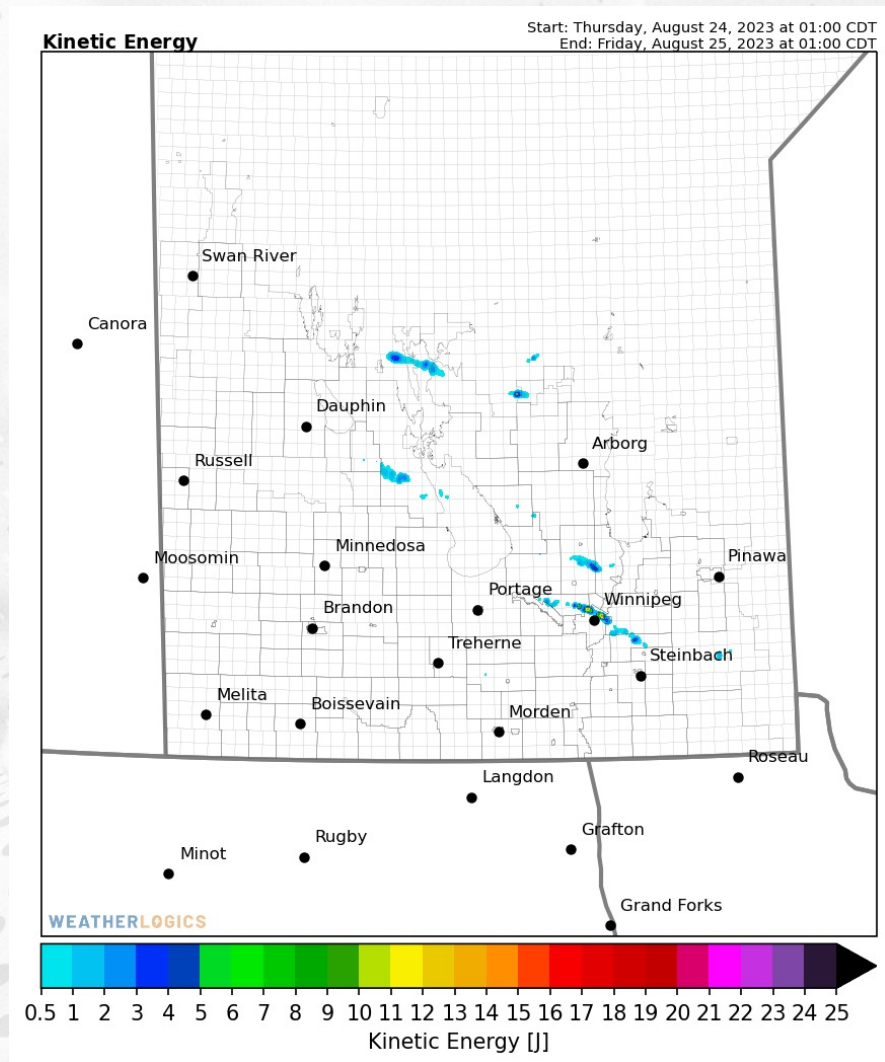 Kinetic Energy
Start: Thursday, August 24, 2023 at 01:00 CDT
End: Friday, August 25, 2023 at 01:00 CDT
Swan River
Canora
Dauphin
Arborg
Russell
Minnedosa
Moosomin
Pinawa
Portage
Winnipeg
Brandon
Treherne
Steinbach
Melita
Boissevain
Morden
Roseau
Langdon
Grafton
Rugby
Minot
Grand Forks
WEATHERLOGICS
0.5 1 2 3 4 5 6 7 8 9 10 11 12 13 14 15 16 17 18 19 20 21 22 23 24 25
Kinetic Energy [J]